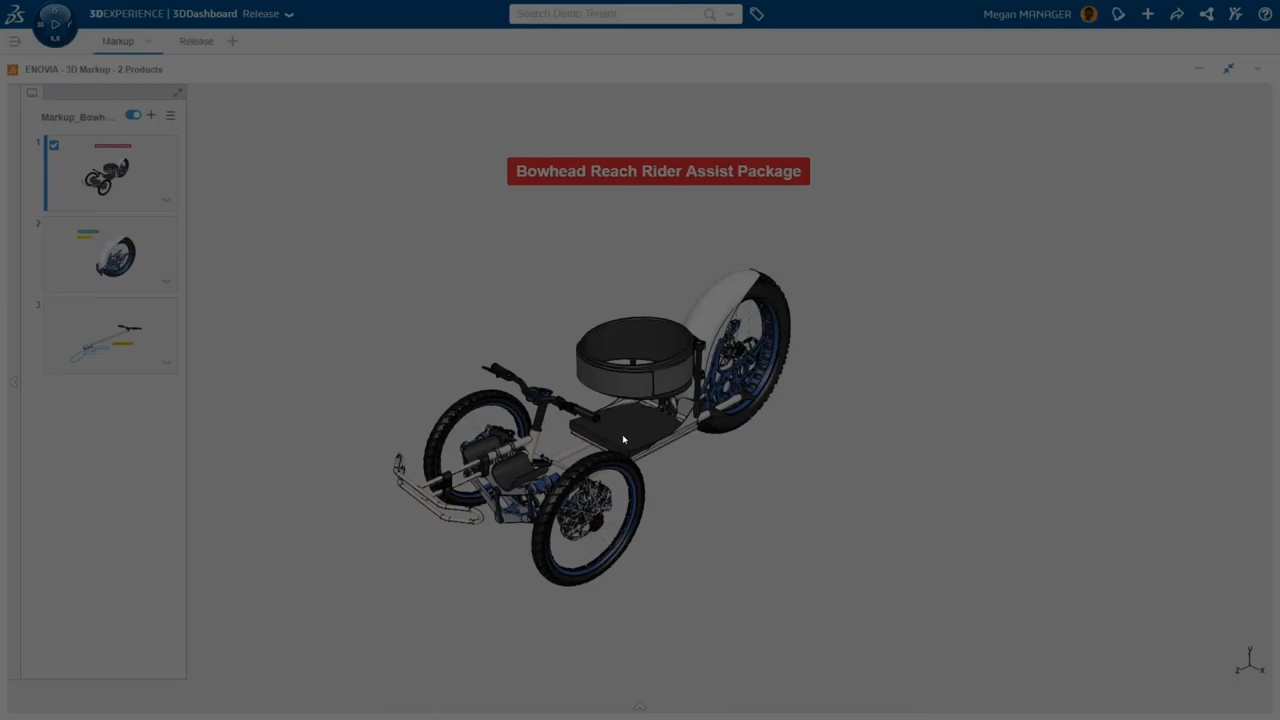 3DEXPERIENCE | 3DDashboard Release
Search Demo Tenant
Megan MANAGER
3D
V.R
Markup
Release
ENOVIA - 3D Markup - 2 Products
Markup_Bowh...
1
2
3
Bowhead Reach Rider Assist Package
Y
Z
X